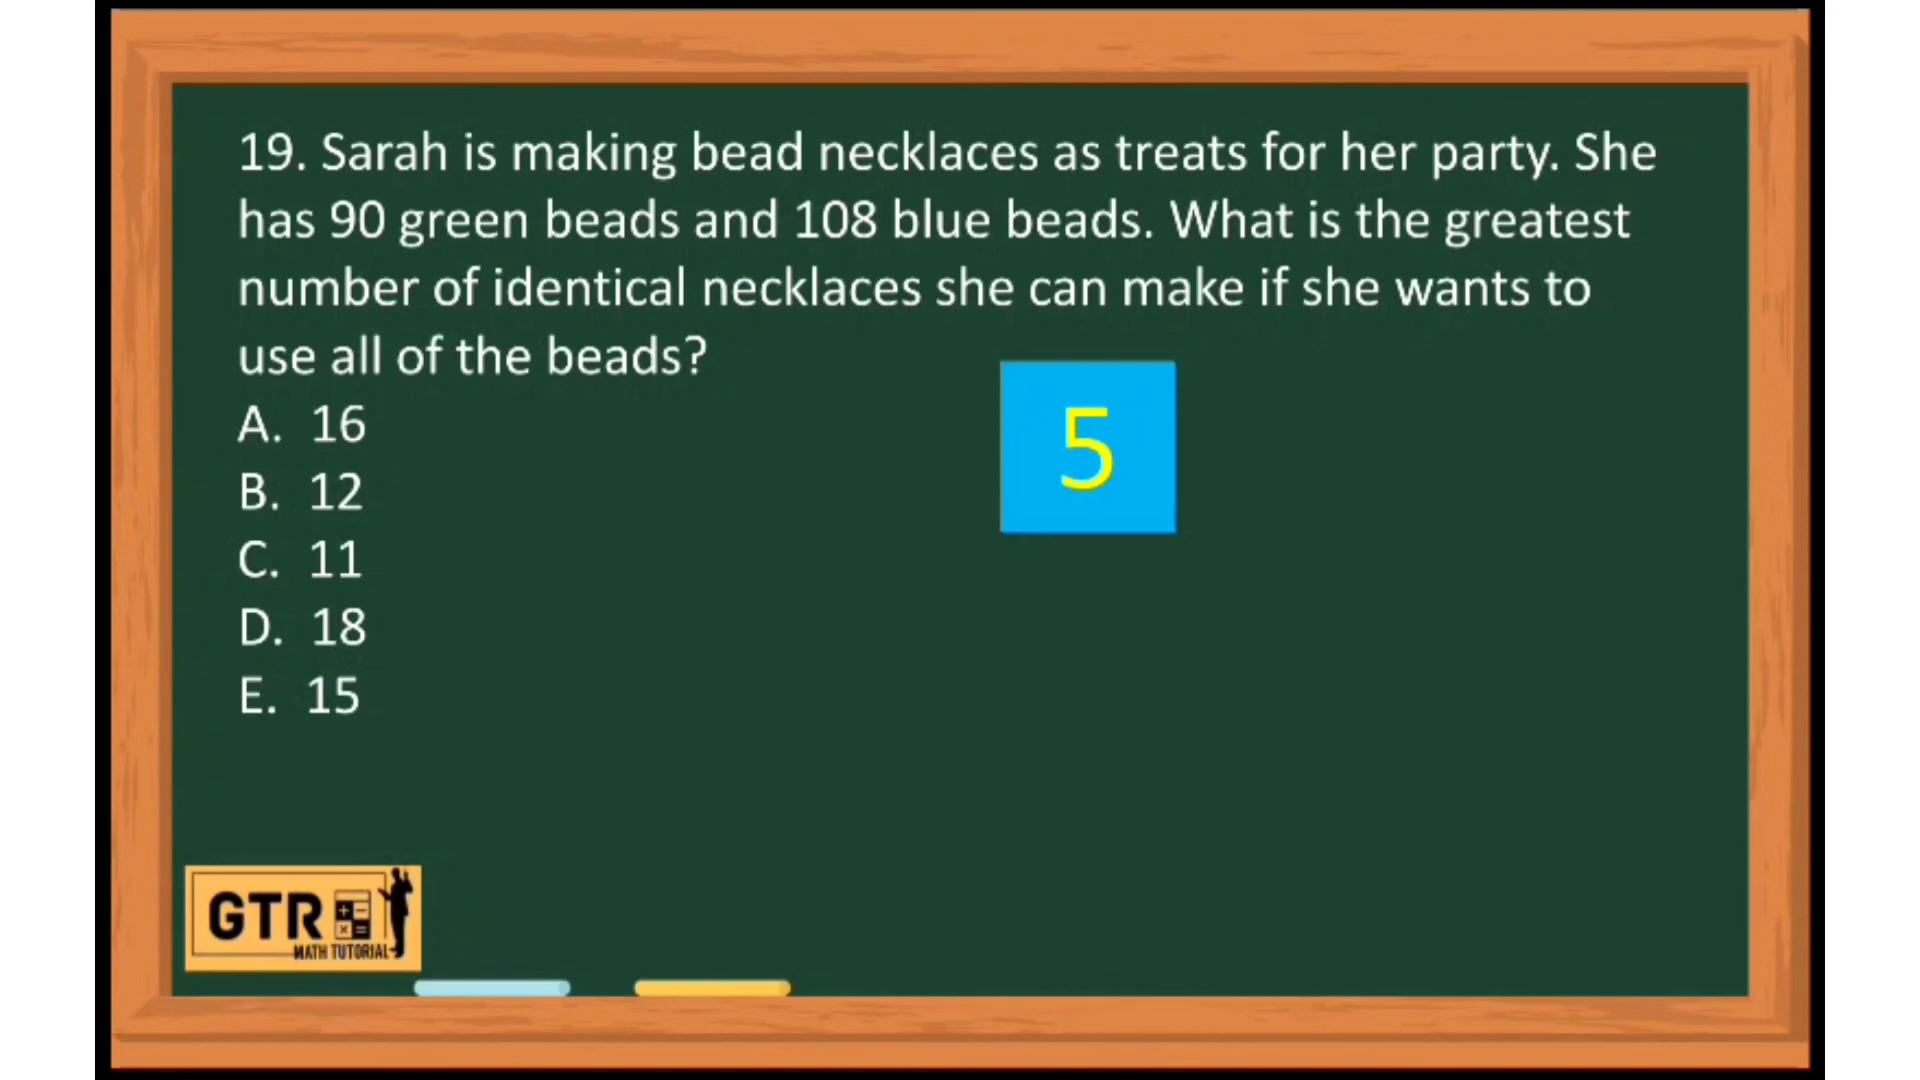 19. Sarah is making bead necklaces as treats for her party. She
has 90 green beads and 108 blue beads. What is the greatest
number of identical necklaces she can make if she wants to
use all of the beads?
A. 16
B. 12
C. 11
D. 18
E. 15
5
GTR
MATH TUTORIAL